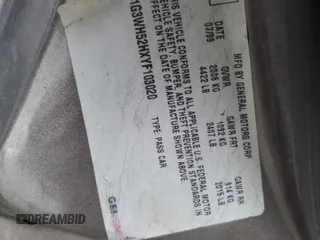 MFD BY GENERAL MOTORS CORP
DATE GVWR GAWR FRT GAWR RR
07/99 2006 KG 1092 KG 914 KG
4422 LB 2407 LB 2015 LB
THIS VEHICLE CONFORMS TO ALL APPLICABLE U.S. FEDERAL MOTOR
VEHICLE SAFETY, BUMPER, AND THEFT PREVENTION STANDARDS IN
EFFECT ON THE DATE OF MANUFACTURE SHOWN ABOVE.
1G3WH52HXYF103020 TYPE: PASS CAR
©DREAMBID